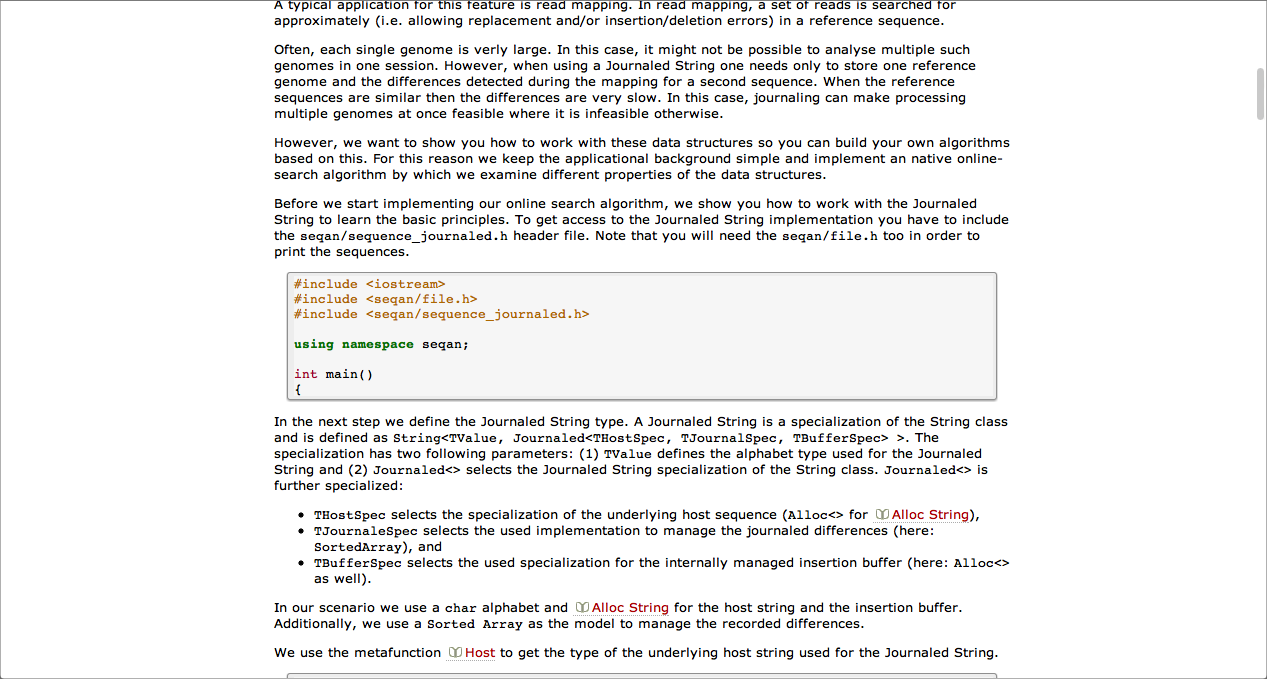 A typical application for this feature is read mapping. In read mapping, a set of reads is searched for
approximately (i.e. allowing replacement and/or insertion/deletion errors) in a reference sequence.
Often, each single genome is verly large. In this case, it might not be possible to analyse multiple such
genomes in one session. However, when using a Journaled String one needs only to store one reference
genome and the differences detected during the mapping for a second sequence. When the reference
sequences are similar then the differences are very slow. In this case, journaling can make processing
multiple genomes at once feasible where it is infeasible otherwise.
However, we want to show you how to work with these data structures so you can build your own algorithms
based on this. For this reason we keep the applicational background simple and implement an native online-
search algorithm by which we examine different properties of the data structures.
Before we start implementing our online search algorithm, we show you how to work with the Journaled
String to learn the basic principles. To get access to the Journaled String implementation you have to include
the seqan/sequence_journaled.h header file. Note that you will need the seqan/file.h too in order to
print the sequences.
#include <iostream>
#include <seqan/file.h>
#include <seqan/sequence_journaled.h>
using namespace seqan;
int main()
{
In the next step we define the Journaled String type. A Journaled String is a specialization of the String class
and is defined as String<TValue, Journaled<THostSpec, TJournalSpec, TBufferSpec> >. The
specialization has two following parameters: (1) TValue defines the alphabet type used for the Journaled
String and (2) Journaled<> selects the Journaled String specialization of the String class. Journaled<> is
further specialized:
• THostSpec selects the specialization of the underlying host sequence (Alloc<> for Alloc String),
• TJournaleSpec selects the used implementation to manage the journaled differences (here:
SortedArray), and
• TBufferSpec selects the used specialization for the internally managed insertion buffer (here: Alloc<>
as well).
In our scenario we use a char alphabet and Alloc String for the host string and the insertion buffer.
Additionally, we use a Sorted Array as the model to manage the recorded differences.
We use the metafunction Host to get the type of the underlying host string used for the Journaled String.